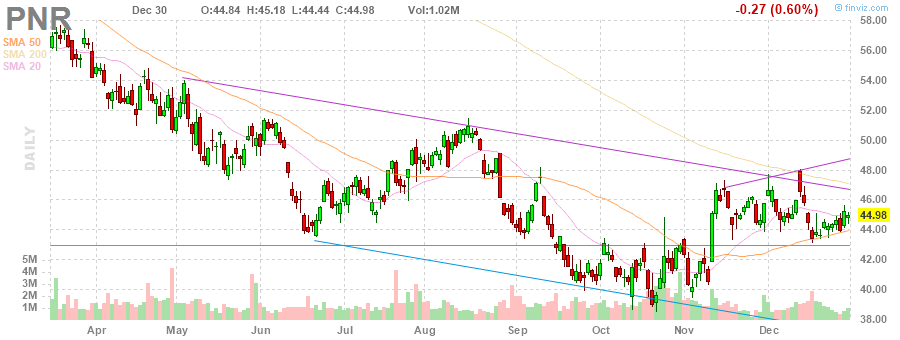 PNR Dec 30 O:44.84 H:45.18 L:44.44 C:44.98 Vol:1.02M -0.27 (0.60%) © finviz.com
SMA 50
SMA 200
SMA 20
DAILY
58.00
56.00
54.00
52.00
50.00
48.00
46.00
44.98
44.00
42.00
40.00
38.00
5M
4M
3M
2M
1M
Apr May Jun Jul Aug Sep Oct Nov Dec